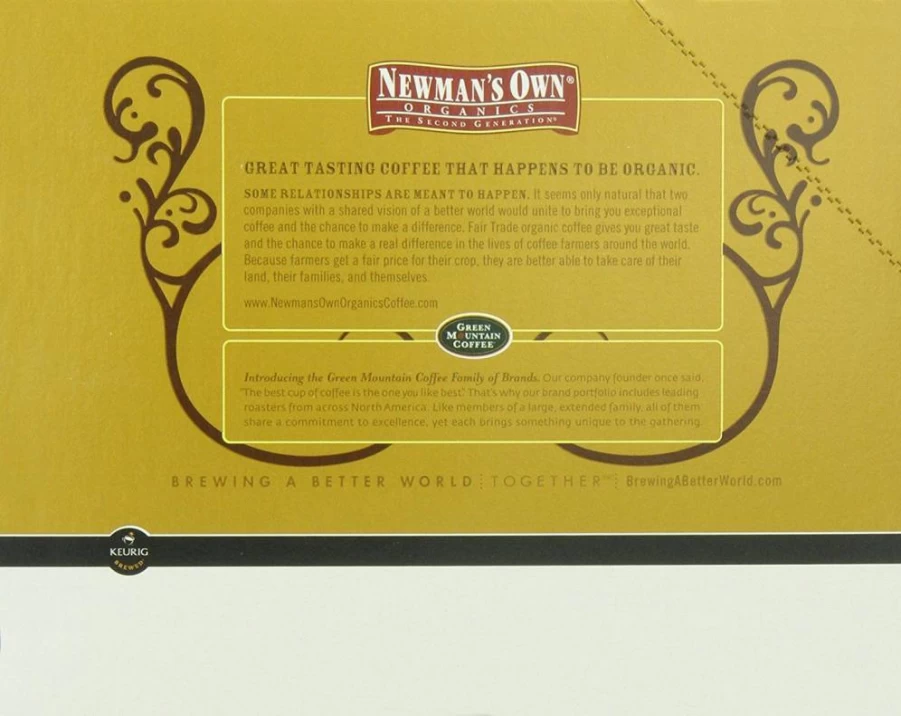 NEWMAN'S OWN®
ORGANICS
THE SECOND GENERATION®
GREAT TASTING COFFEE THAT HAPPENS TO BE ORGANIC.
SOME RELATIONSHIPS ARE MEANT TO HAPPEN. It seems only natural that two
companies with a shared vision of a better world would unite to bring you exceptional
coffee and the chance to make a difference. Fair Trade organic coffee gives you great taste
and the chance to make a real difference in the lives of coffee farmers around the world.
Because farmers get a fair price for their crop, they are better able to take care of their
land, their families, and themselves.
www.NewmansOwnOrganicsCoffee.com
GREEN
MOUNTAIN
COFFEE®
Introducing the Green Mountain Coffee Family of Brands. Our company founder once said,
"The best cup of coffee is the one you like best." That's why our brand portfolio includes leading
roasters from across North America. Like members of a large, extended family, all of them
share a commitment to excellence, yet each brings something unique to the gathering.
BREWING A BETTER WORLD TOGETHER™ BrewingABetterWorld.com
KEURIG
BREWED®